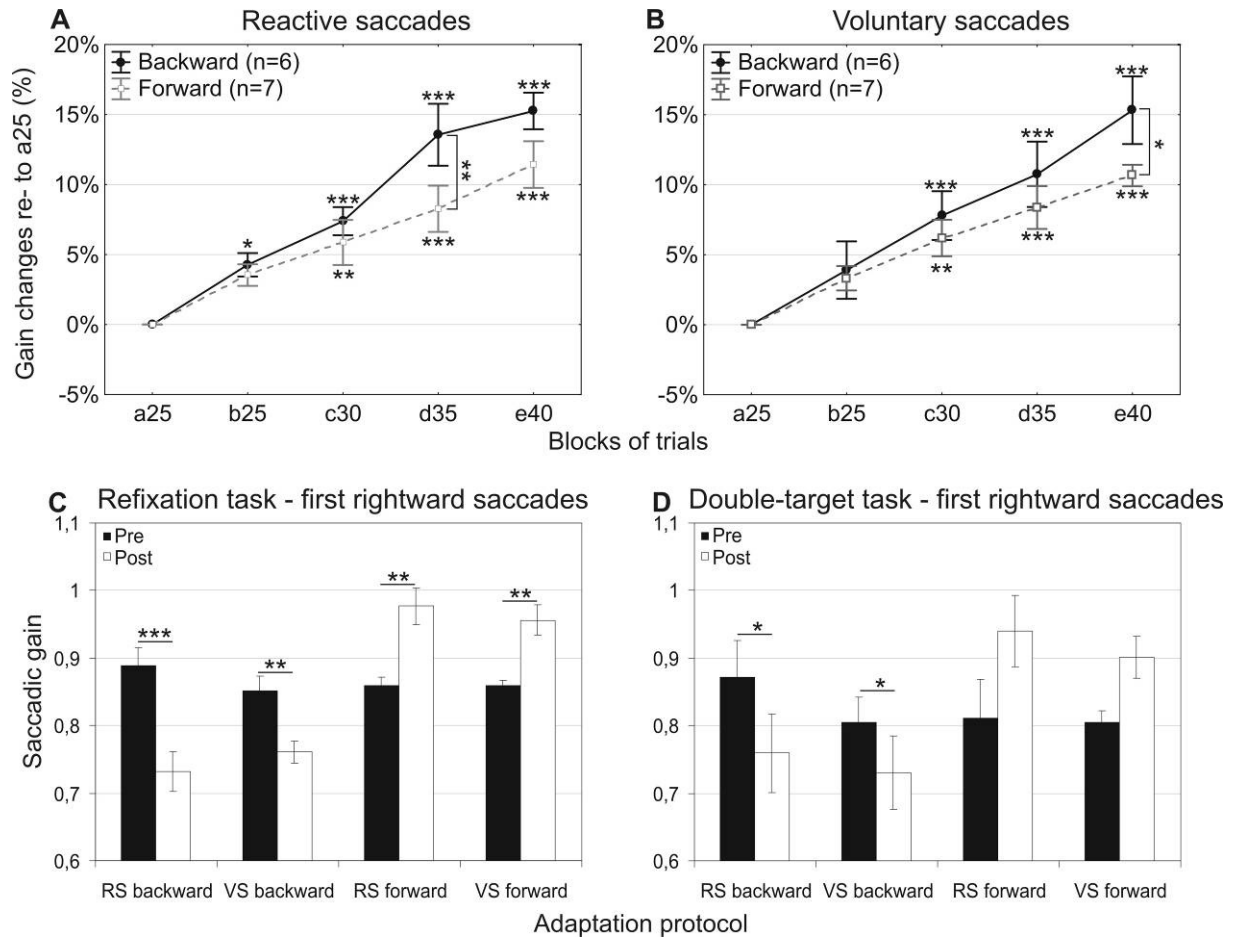 A Reactive saccades
20%
15%
10%
5%
0%
-5%
Gain changes re- to a25 (%)
Backward (n=6)
Forward (n=7)
*
***
**
***
***
**
***
***
a25 b25 c30 d35 e40
B Voluntary saccades
20%
15%
10%
5%
0%
-5%
Backward (n=6)
Forward (n=7)
***
**
***
***
***
*
***
a25 b25 c30 d35 e40
Blocks of trials
C Refixation task - first rightward saccades
1,1
1
0,9
0,8
0,7
0,6
Saccadic gain
Pre
Post
***
**
**
**
RS backward VS backward RS forward VS forward
D Double-target task - first rightward saccades
1,1
1
0,9
0,8
0,7
0,6
Pre
Post
*
*
RS backward VS backward RS forward VS forward
Adaptation protocol